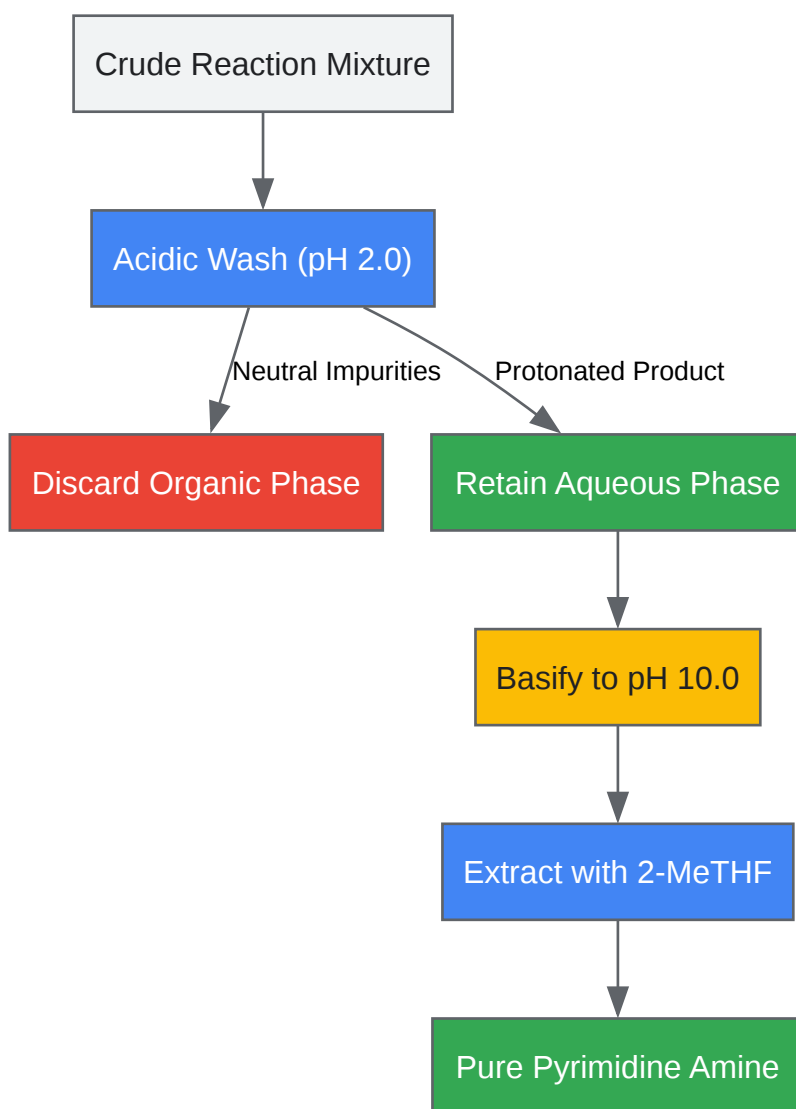 Crude Reaction Mixture
Acidic Wash (pH 2.0)
Neutral Impurities
Protonated Product
Discard Organic Phase
Retain Aqueous Phase
Basify to pH 10.0
Extract with 2-MeTHF
Pure Pyrimidine Amine